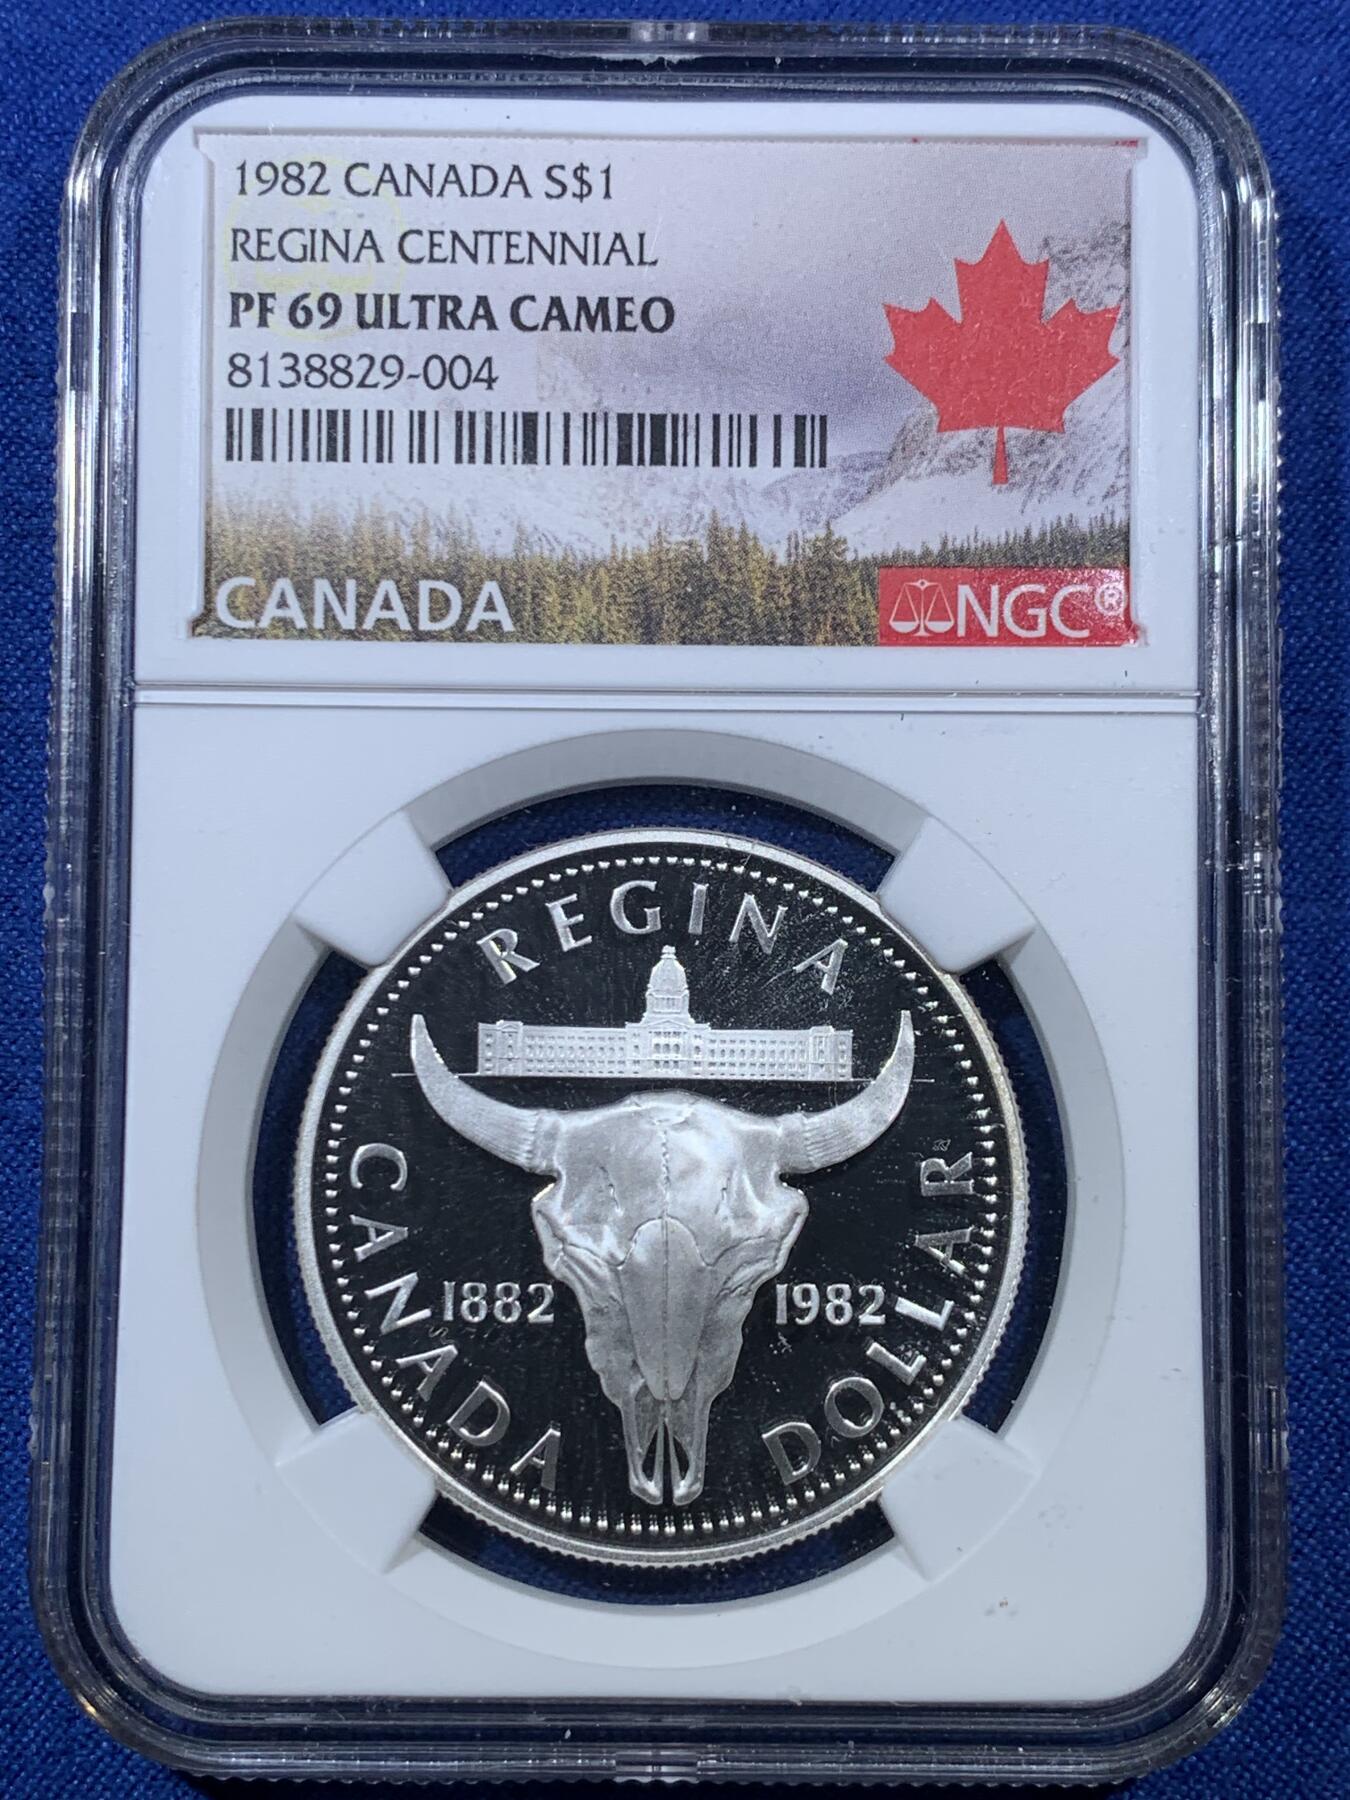 1982 CANADA S$1
REGINA CENTENNIAL
PF 69 ULTRA CAMEO
8138829-004
CANADA
NGC®
REGINA
1882
1982
CANADA
DOLLAR